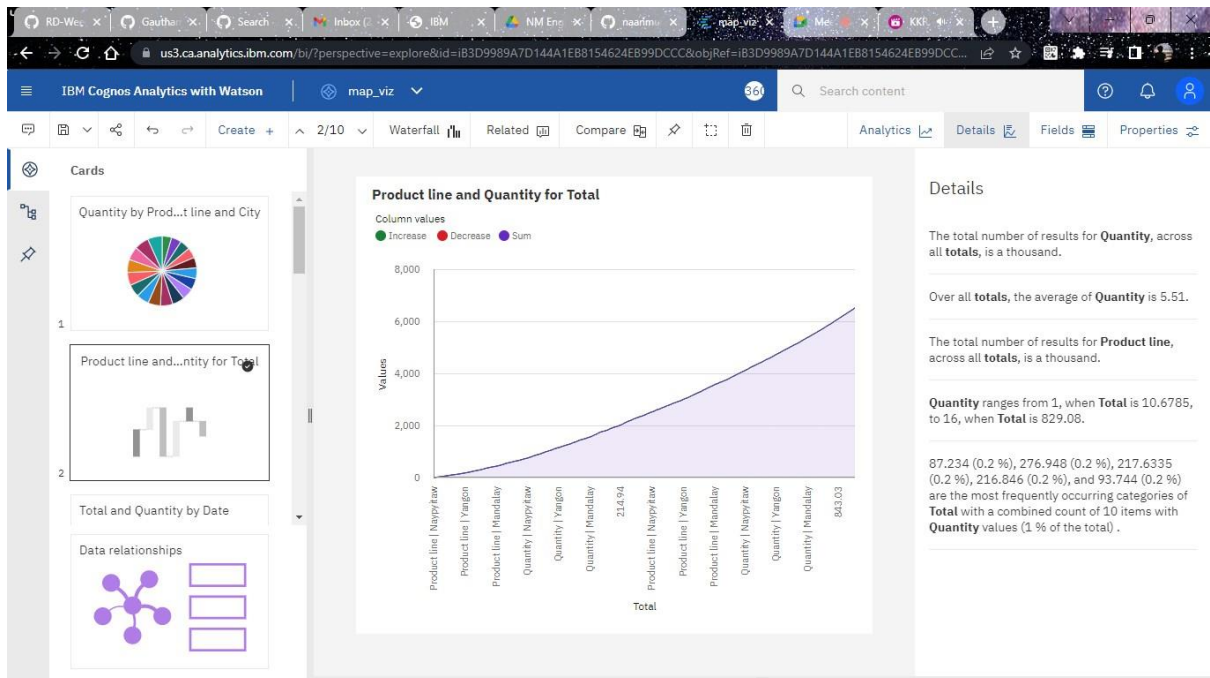 RD-Wee
Gauthar
Search
Inbox (2
IBM
NM Eng
naarmu
map_viz
Me
KKR
us3.ca.analytics.ibm.com/bi/?perspective=explore&id=iB3D9989A7D144A1EB8154624EB99DCCC&objRef=iB3D9989A7D144A1EB8154624EB99DCC...
IBM Cognos Analytics with Watson
map_viz
360
Search content
Create +
2/10
Waterfall
Related
Compare
Analytics
Details
Fields
Properties
Cards
Quantity by Prod...t line and City
1
Product line and...ntity for Total
2
Total and Quantity by Date
Data relationships
Product line and Quantity for Total
Column values
Increase
Decrease
Sum
8,000
6,000
4,000
2,000
0
Values
Product line | Naypyitaw
Product line | Yangon
Product line | Mandalay
Quantity | Naypyitaw
Quantity | Yangon
Quantity | Mandalay
214.94
Product line | Naypyitaw
Product line | Yangon
Product line | Mandalay
Quantity | Naypyitaw
Quantity | Yangon
Quantity | Mandalay
843.03
Total
Details
The total number of results for Quantity, across
all totals, is a thousand.
Over all totals, the average of Quantity is 5.51.
The total number of results for Product line,
across all totals, is a thousand.
Quantity ranges from 1, when Total is 10.6785,
to 16, when Total is 829.08.
87.234 (0.2 %), 276.948 (0.2 %), 217.6335
(0.2 %), 216.846 (0.2 %), and 93.744 (0.2 %)
are the most frequently occurring categories of
Total with a combined count of 10 items with
Quantity values (1 % of the total) .